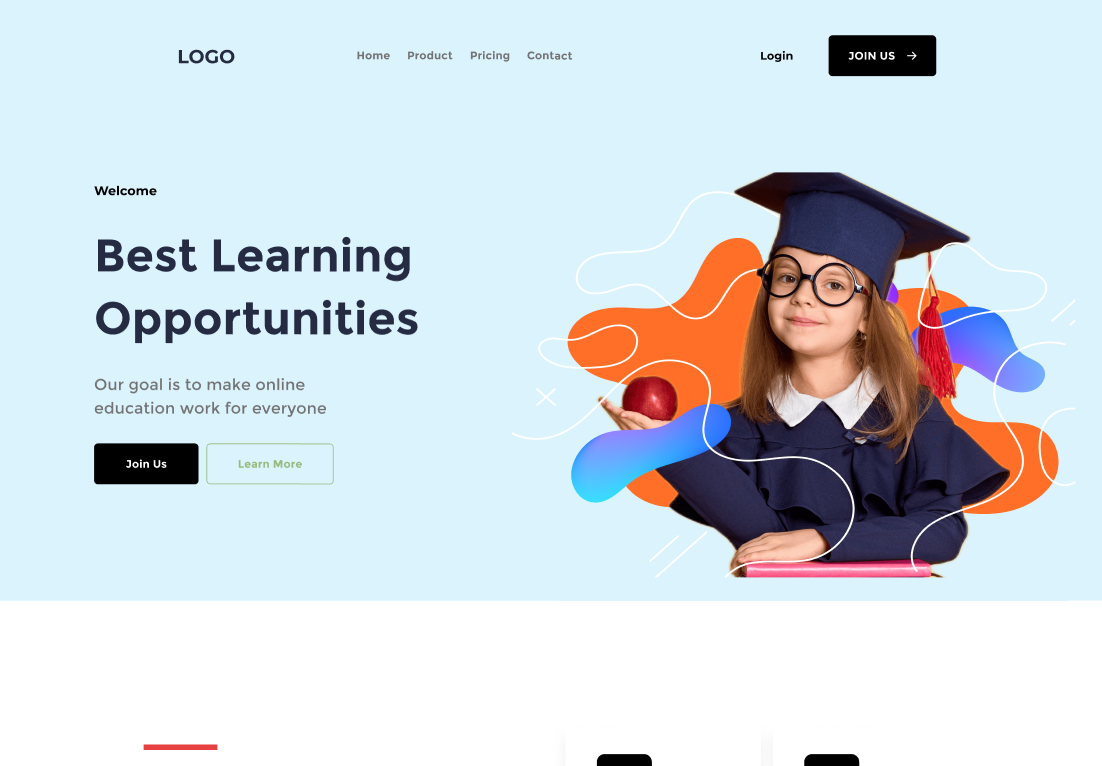 LOGO
Home Product Pricing Contact
Login
JOIN US
Welcome
Best Learning
Opportunities
Our goal is to make online
education work for everyone
Join Us
Learn More